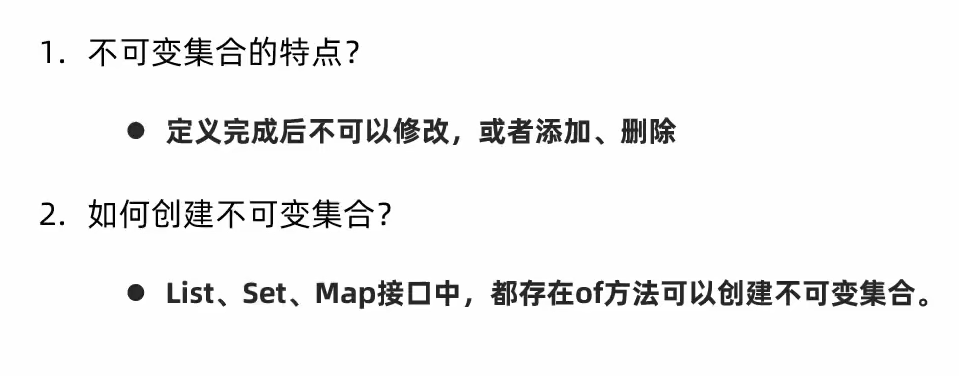 1. 不可变集合的特点？
● 定义完成后不可以修改，或者添加、删除
2. 如何创建不可变集合？
● List、Set、Map接口中，都存在of方法可以创建不可变集合。